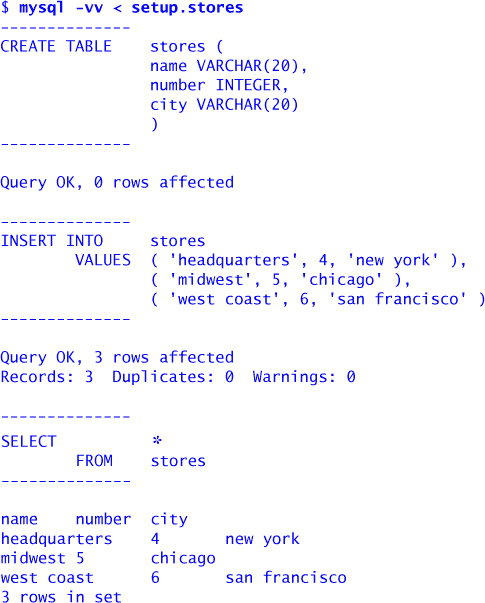 $ mysql -vv < setup.stores
--------------
CREATE TABLE    stores (
                name VARCHAR(20),
                number INTEGER,
                city VARCHAR(20)
                )
--------------

Query OK, 0 rows affected

--------------
INSERT INTO     stores
        VALUES  ( 'headquarters', 4, 'new york' ),
                ( 'midwest', 5, 'chicago' ),
                ( 'west coast', 6, 'san francisco' )
--------------

Query OK, 3 rows affected
Records: 3  Duplicates: 0  Warnings: 0

--------------
SELECT          *
        FROM    stores
--------------

name    number  city
headquarters    4       new york
midwest 5       chicago
west coast      6       san francisco
3 rows in set